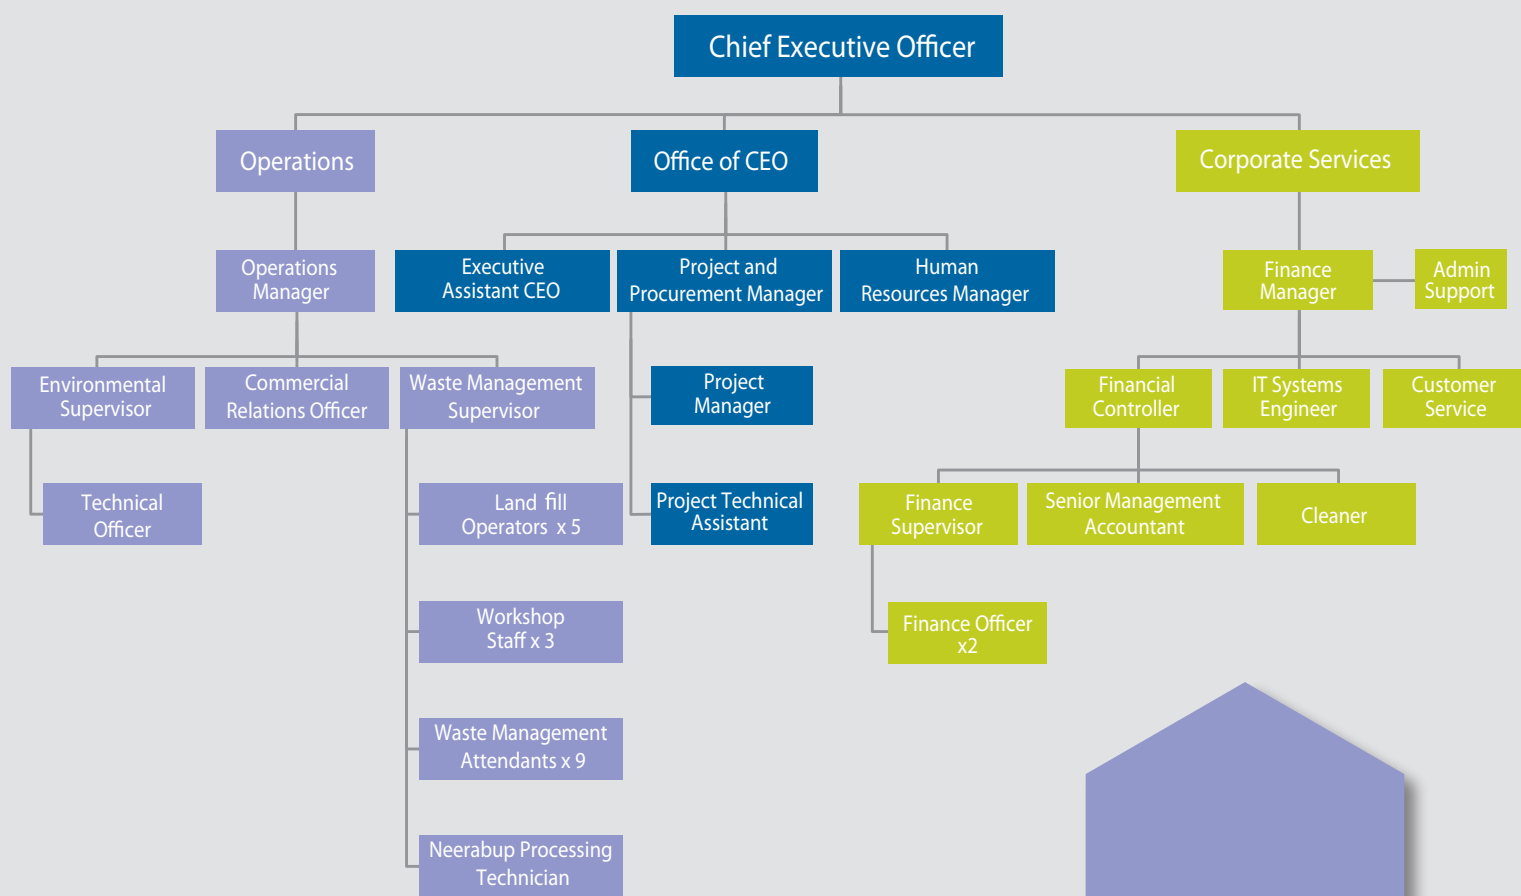 Chief Executive Officer
Operations
Office of CEO
Corporate Services
Operations
Manager
Executive
Assistant CEO
Project and
Procurement Manager
Human
Resources Manager
Finance
Manager
Admin
Support
Environmental
Supervisor
Commercial
Relations Officer
Waste Management
Supervisor
Project
Manager
Financial
Controller
IT Systems
Engineer
Customer
Service
Technical
Officer
Land fill
Operators x 5
Project Technical
Assistant
Finance
Supervisor
Senior Management
Accountant
Cleaner
Workshop
Staff x 3
Finance Officer
x2
Waste Management
Attendants x 9
Neerabup Processing
Technician